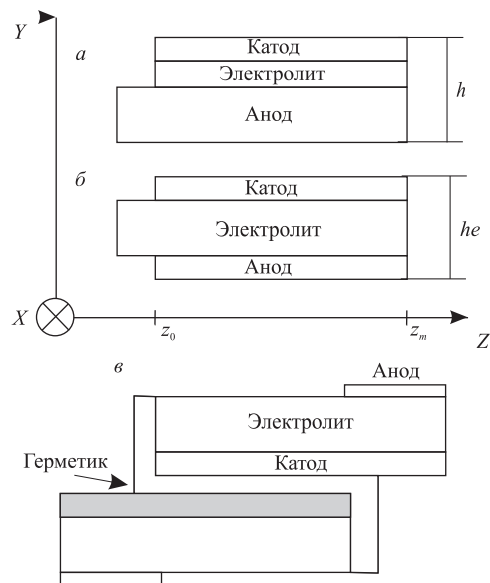 Y
а
Катод
Электролит
Анод
h
б
Катод
Электролит
Анод
he
X
z₀
zₘ
Z
в
Анод
Электролит
Катод
Герметик